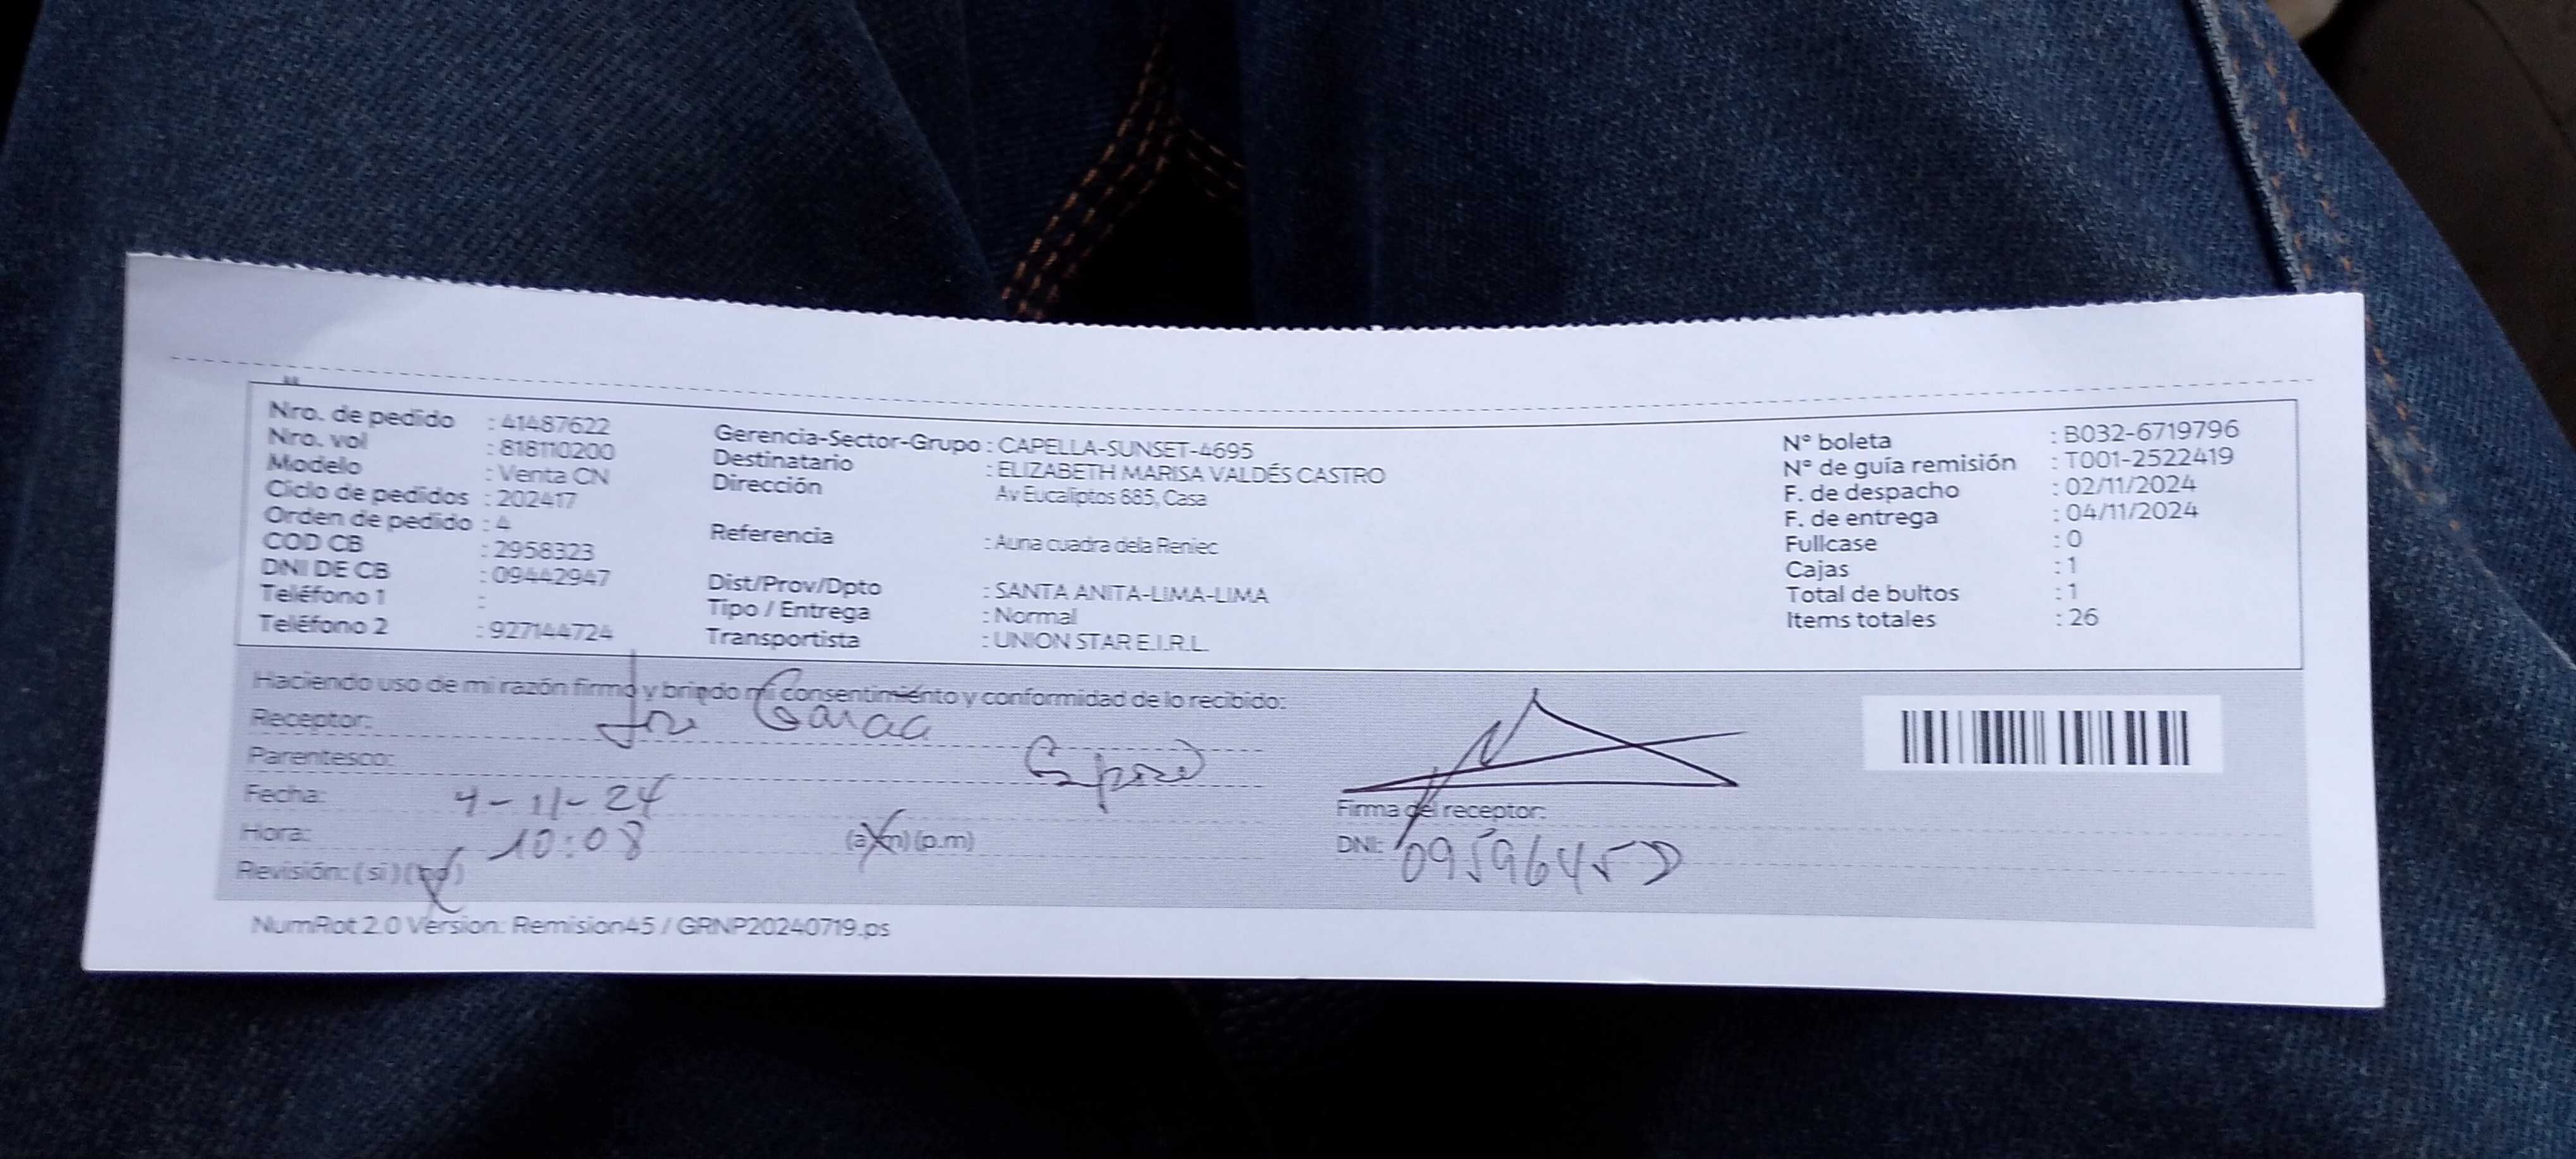 Nro. de pedido : 41487622
Nro. vol : 818110200
Modelo : Venta CN
Ciclo de pedidos : 202417
Orden de pedido : 4
COD CB : 2958323
DNI DE CB : 09442947
Teléfono 1 :
Teléfono 2 : 927144724
Gerencia-Sector-Grupo : CAPELLA-SUNSET-4695
Destinatario : ELIZABETH MARISA VALDÉS CASTRO
Dirección Av Eucaliptos 885, Casa
Referencia : A una cuadra dela Reniec
Dist/Prov/Dpto : SANTA ANITA-LIMA-LIMA
Tipo / Entrega : Normal
Transportista : UNION STAR E.I.R.L.
N° boleta : B032-6719796
N° de guía remisión : T001-2522419
F. de despacho : 02/11/2024
F. de entrega : 04/11/2024
Fullcase : 0
Cajas : 1
Total de bultos : 1
Items totales : 26
Haciendo uso de mi razón firmo y brindo mi consentimiento y conformidad de lo recibido:
Receptor:
Parentesco: Esposo
Fecha: 4-11-24
Hora: 10:08 (a.m) (p.m)
Revisión: (si) (no)
Firma del receptor:
DNI:
NumRot 2.0 Version: Remision45 / GRNP20240719.ps